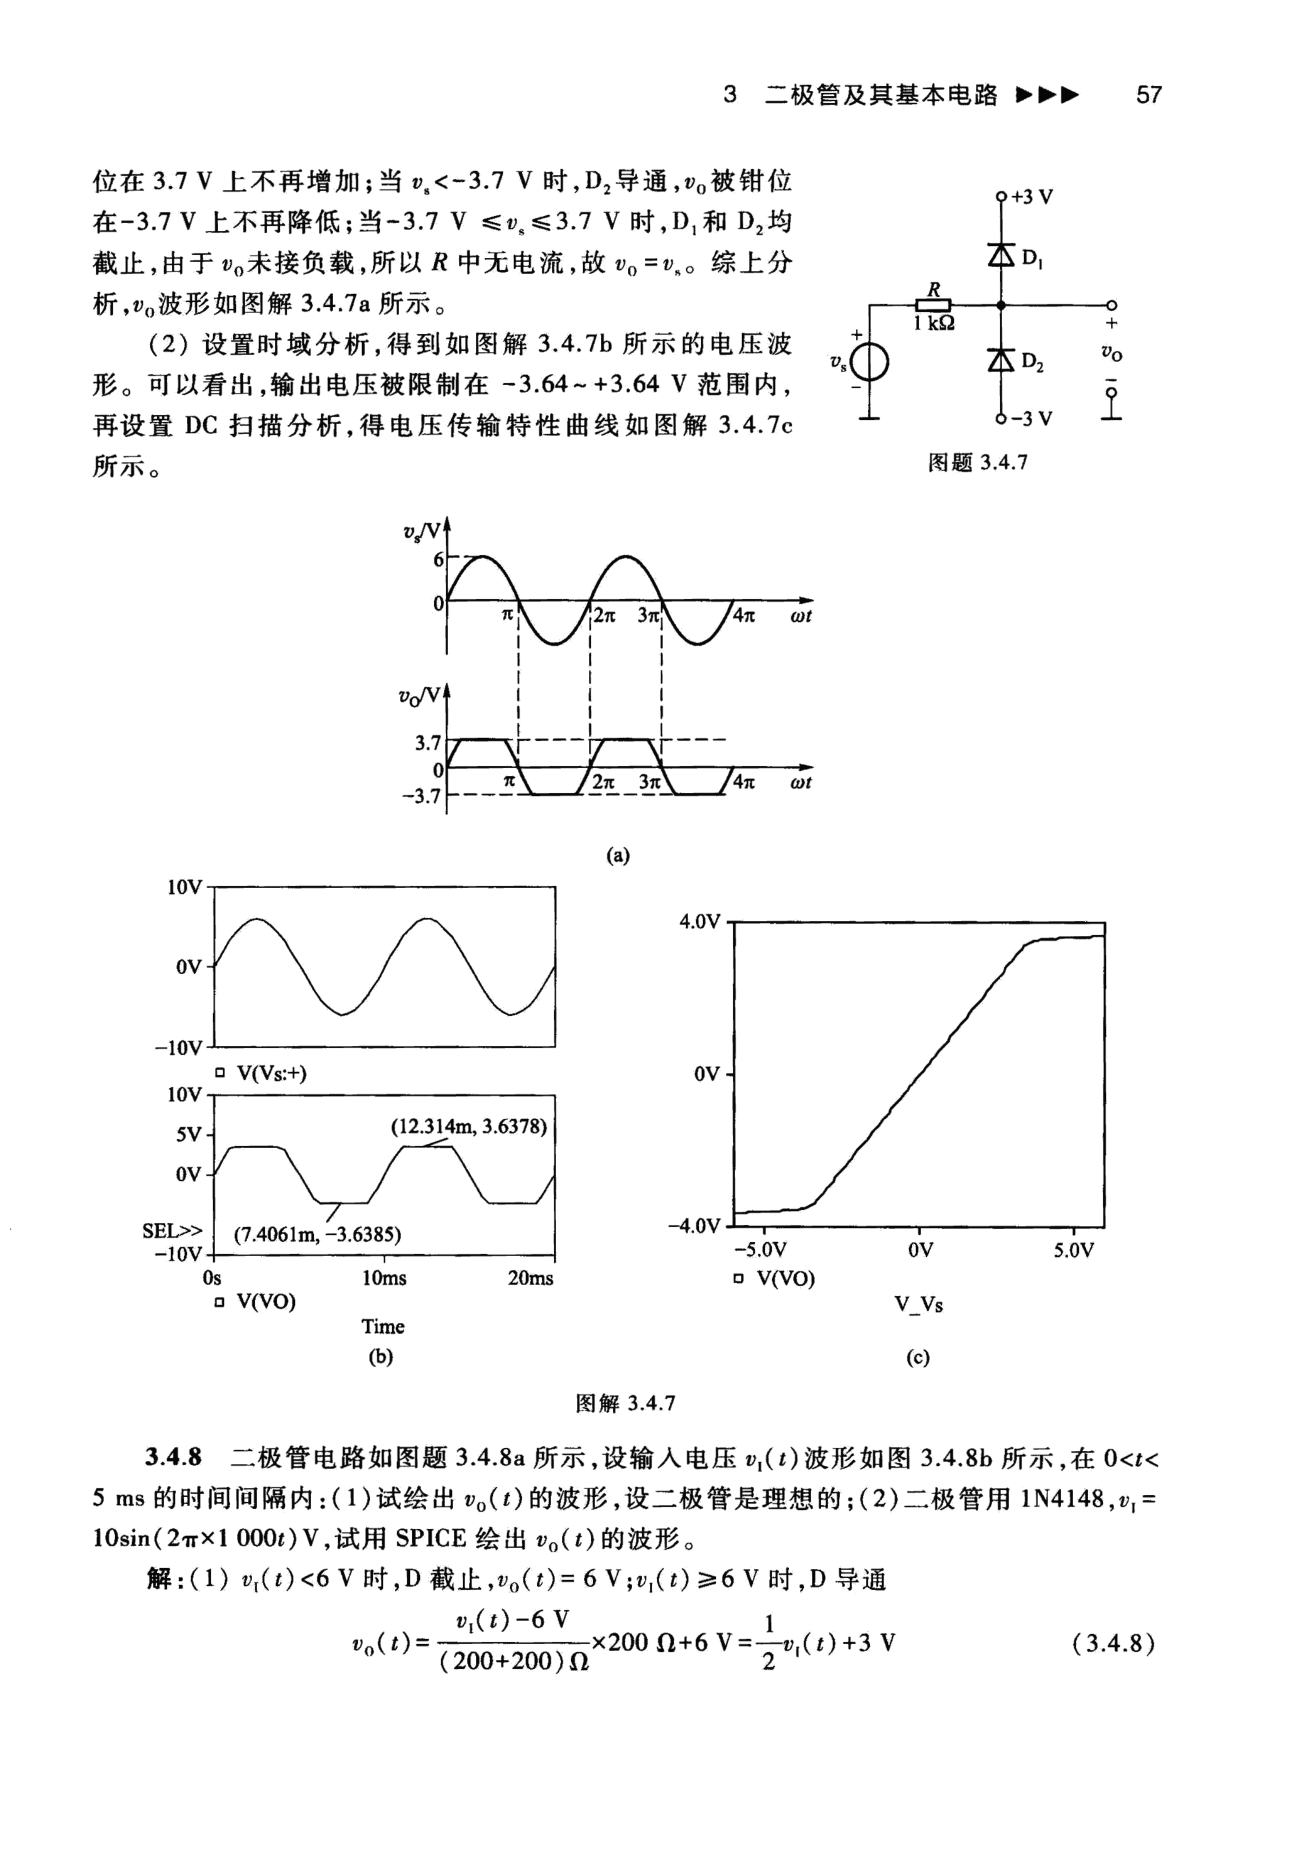 3 二极管及其基本电路 ▶▶▶ 57
位在 3.7 V 上不再增加;当 vs<-3.7 V 时,D2导通,vO被钳位
在-3.7 V 上不再降低;当-3.7 V ≤vs≤3.7 V 时,D1和 D2均
截止,由于 vO未接负载,所以 R 中无电流,故 vO=vs。综上分
析,vO波形如图解 3.4.7a 所示。
(2) 设置时域分析,得到如图解 3.4.7b 所示的电压波
形。可以看出,输出电压被限制在 -3.64~+3.64 V 范围内,
再设置 DC 扫描分析,得电压传输特性曲线如图解 3.4.7c
所示。
+3 V
D1
R
1 kΩ
+
vs
-
D2
+
vO
-
-3 V
图题 3.4.7
vs/V
6
0
π 2π 3π 4π ωt
vO/V
3.7
0
-3.7
π 2π 3π 4π ωt
(a)
10V
0V
-10V
V(Vs:+)
10V
5V
0V
SEL>>
-10V
(12.314m, 3.6378)
(7.4061m, -3.6385)
0s 10ms 20ms
V(VO)
Time
(b)
4.0V
0V
-4.0V
-5.0V 0V 5.0V
V(VO)
V_Vs
(c)
图解 3.4.7
3.4.8 二极管电路如图题 3.4.8a 所示,设输入电压 vI(t)波形如图 3.4.8b 所示,在 0<t<
5 ms 的时间间隔内:(1)试绘出 vO(t)的波形,设二极管是理想的;(2)二极管用 1N4148,vI=
10sin(2π×1 000t)V,试用 SPICE 绘出 vO(t)的波形。
解:(1) vI(t)<6 V 时,D 截止,vO(t)=6 V;vI(t)≥6 V 时,D 导通
vO(t)=(vI(t)-6 V)/((200+200)Ω)×200 Ω+6 V=1/2 vI(t)+3 V (3.4.8)